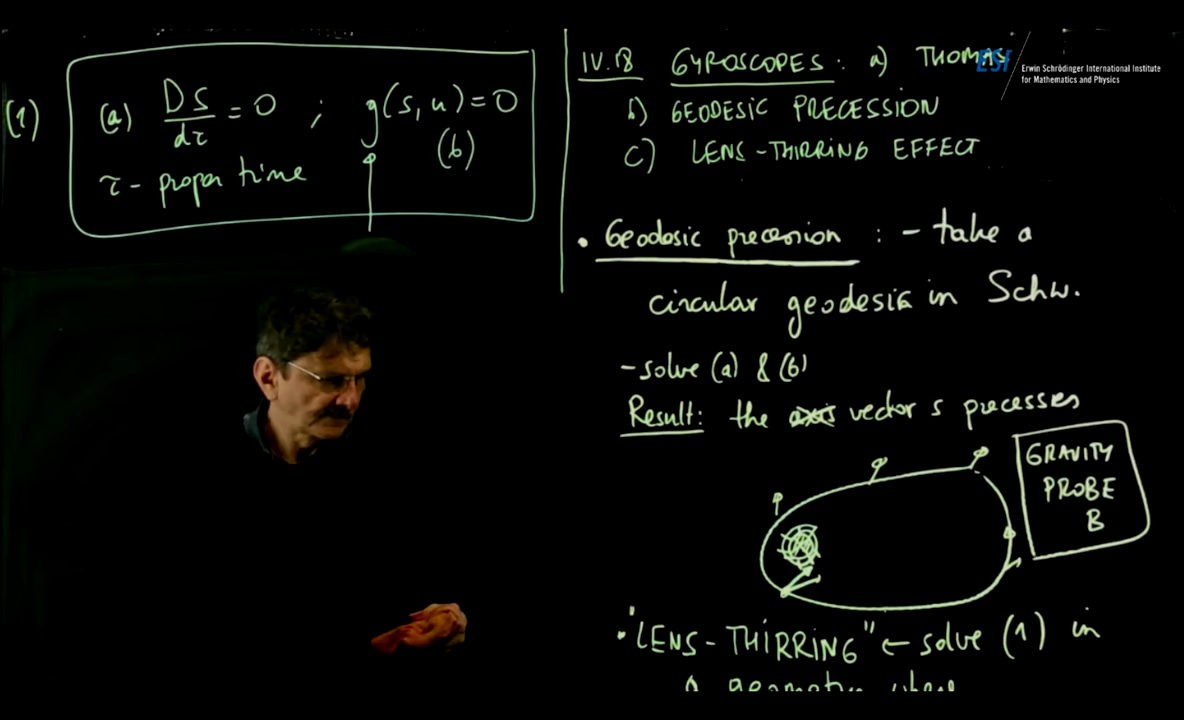 (1) (a) Ds/dτ = 0 ; g(s, u) = 0
(b)
τ - proper time
IV.18 GYROSCOPES : a) THOMAS
b) GEODESIC PRECESSION
c) LENS-THIRRING EFFECT
ESI Erwin Schrödinger International Institute
for Mathematics and Physics
• Geodesic precession : - take a
circular geodesic in Schw.
- solve (a) & (b)
Result: the vector s precesses
GRAVITY
PROBE
B
• "LENS-THIRRING" ← solve (1) in
a geometry where